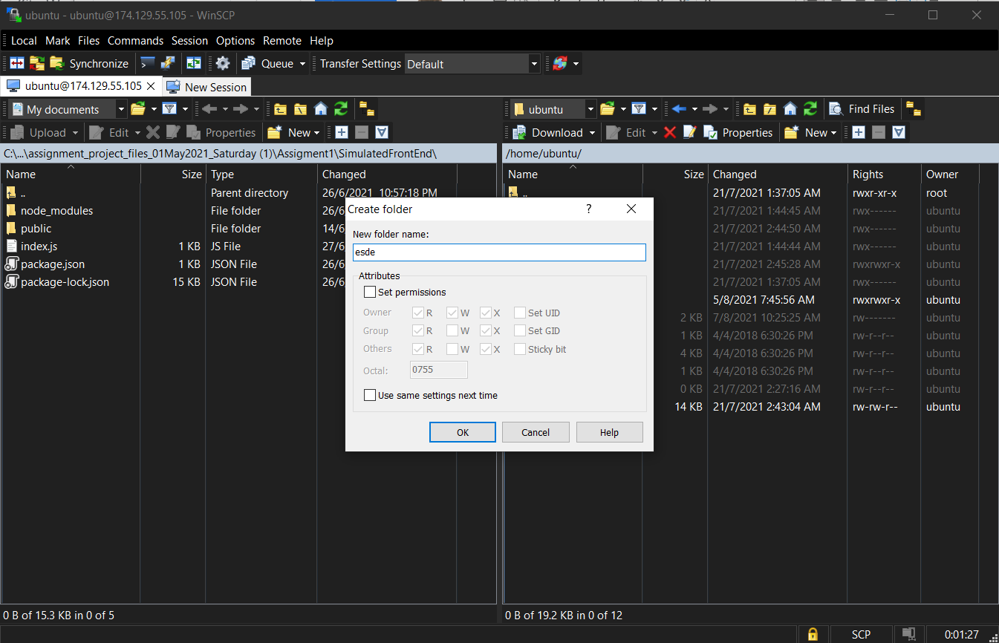 ubuntu - ubuntu@174.129.55.105 - WinSCP
Local Mark Files Commands Session Options Remote Help
Synchronize Queue Transfer Settings Default
ubuntu@174.129.55.105 New Session
My documents ubuntu Find Files
Upload Edit Properties New Download Edit Properties New
C:\...\assignment_project_files_01May2021_Saturday (1)\Assigment1\SimulatedFrontEnd\ /home/ubuntu/
Name Size Type Changed Name Size Changed Rights Owner
.. Parent directory 26/6/2021 10:57:18 PM .. 21/7/2021 1:37:05 AM rwxr-xr-x root
node_modules File folder 26/6 21/7/2021 1:44:45 AM rwx------ ubuntu
public File folder 14/6 21/7/2021 2:44:50 AM rwx------ ubuntu
index.js 1 KB JS File 27/6 21/7/2021 1:44:44 AM rwx------ ubuntu
package.json 1 KB JSON File 26/6 21/7/2021 2:45:28 AM rwxrwxr-x ubuntu
package-lock.json 15 KB JSON File 26/6 21/7/2021 1:37:05 AM rwx------ ubuntu
5/8/2021 7:45:56 AM rwxrwxr-x ubuntu
2 KB 7/8/2021 10:25:25 AM rw------- ubuntu
1 KB 4/4/2018 6:30:26 PM rw-r--r-- ubuntu
4 KB 4/4/2018 6:30:26 PM rw-r--r-- ubuntu
1 KB 4/4/2018 6:30:26 PM rw-r--r-- ubuntu
0 KB 21/7/2021 2:27:16 AM rw-r--r-- ubuntu
14 KB 21/7/2021 2:43:04 AM rw-rw-r-- ubuntu
Create folder ?
New folder name:
esde
Attributes
Set permissions
Owner R W X Set UID
Group R W X Set GID
Others R W X Sticky bit
Octal: 0755
Use same settings next time
OK Cancel Help
0 B of 15.3 KB in 0 of 5 0 B of 19.2 KB in 0 of 12
SCP 0:01:27